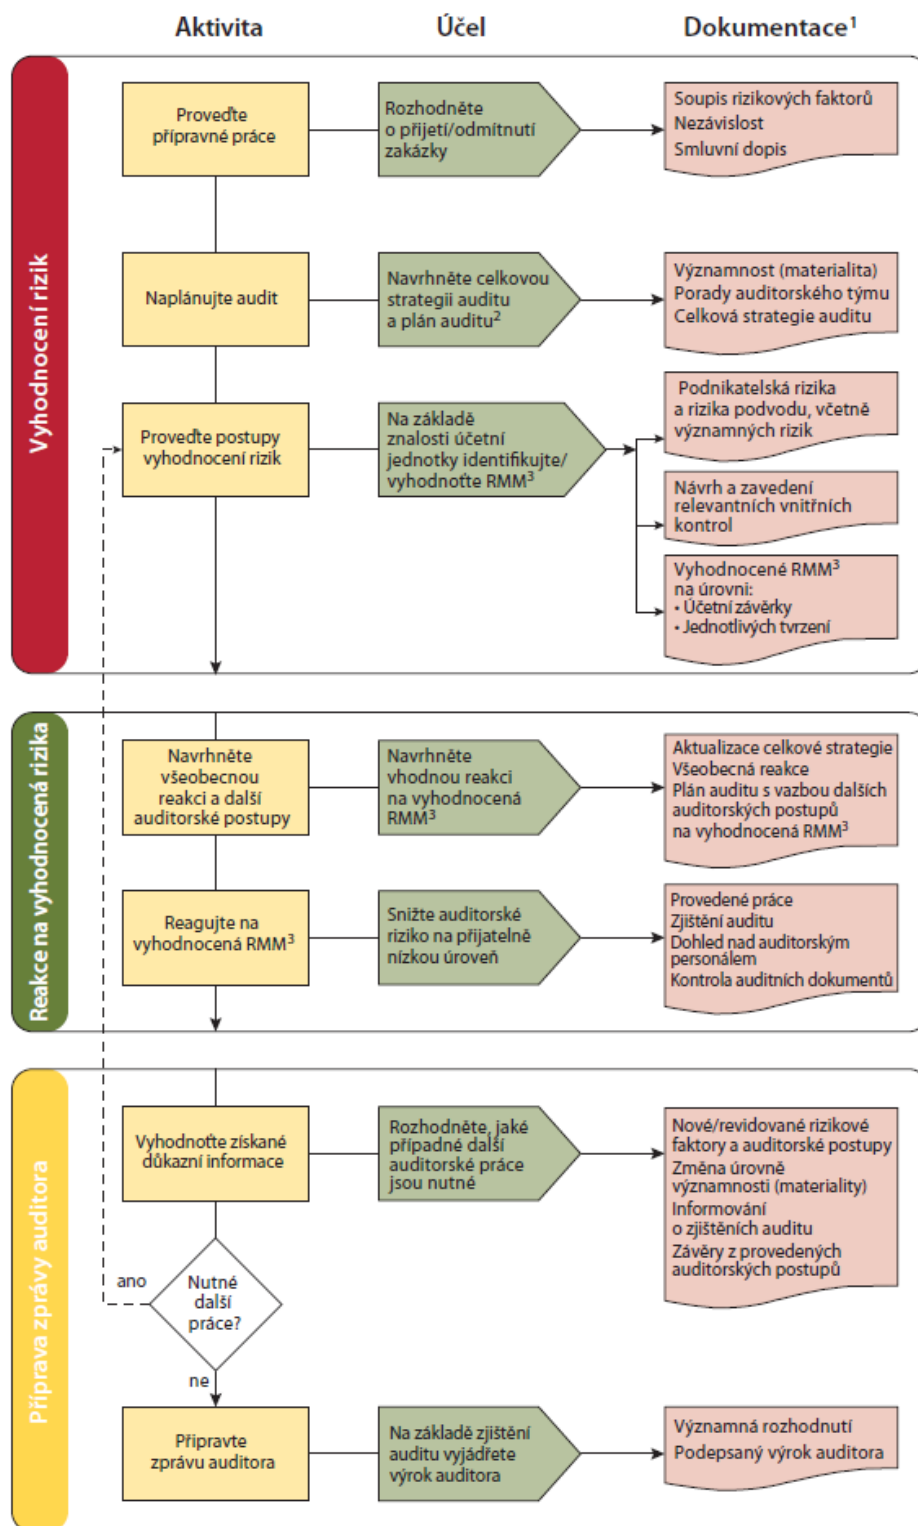 Aktivita
Účel
Dokumentace¹
Vyhodnocení rizik
Proveďte
přípravné práce
Rozhodněte
o přijetí/odmítnutí
zakázky
Soupis rizikových faktorů
Nezávislost
Smluvní dopis
Naplánujte audit
Navrhněte celkovou
strategii auditu
a plán auditu²
Významnost (materialita)
Porady auditorského týmu
Celková strategie auditu
Proveďte postupy
vyhodnocení rizik
Na základě
znalosti účetní
jednotky identifikujte/
vyhodnoťte RMM³
Podnikatelská rizika
a rizika podvodu, včetně
významných rizik
Návrh a zavedení
relevantních vnitřních
kontrol
Vyhodnocené RMM³
na úrovni:
• Účetní závěrky
• Jednotlivých tvrzení
Reakce na vyhodnocená rizika
Navrhněte
všeobecnou
reakci a další
auditorské postupy
Navrhněte
vhodnou reakci
na vyhodnocená
RMM³
Aktualizace celkové strategie
Všeobecná reakce
Plán auditu s vazbou dalších
auditorských postupů
na vyhodnocená RMM³
Reagujte na
vyhodnocená RMM³
Snižte auditorské
riziko na přijatelně
nízkou úroveň
Provedené práce
Zjištění auditu
Dohled nad auditorským
personálem
Kontrola auditních dokumentů
Příprava zprávy auditora
Vyhodnoťte získané
důkazní informace
Rozhodněte, jaké
případné další
auditorské práce
jsou nutné
Nové/revidované rizikové
faktory a auditorské postupy
Změna úrovně
významnosti (materiality)
Informování
o zjištěních auditu
Závěry z provedených
auditorských postupů
ano
Nutné
další
práce?
ne
Připravte
zprávu auditora
Na základě zjištění
auditu vyjádřete
výrok auditora
Významná rozhodnutí
Podepsaný výrok auditora